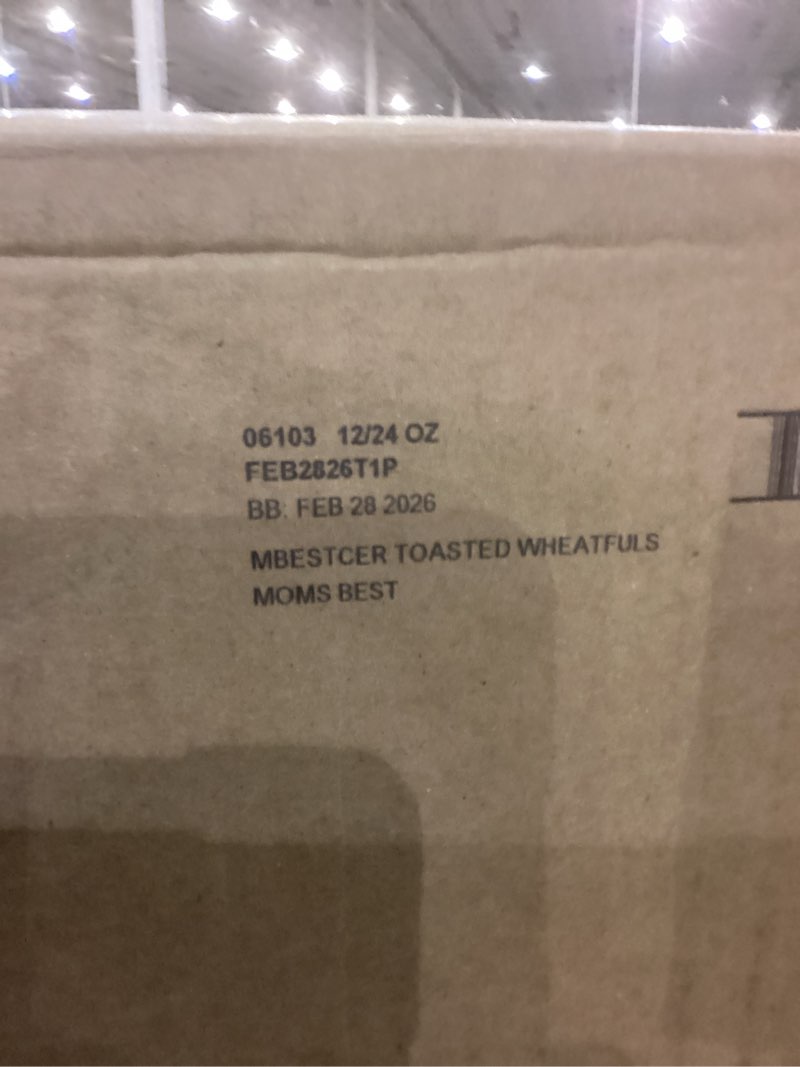 06103 12/24 OZ
FEB2826T1P
BB: FEB 28 2026
MBESTCER TOASTED WHEATFULS
MOMS BEST